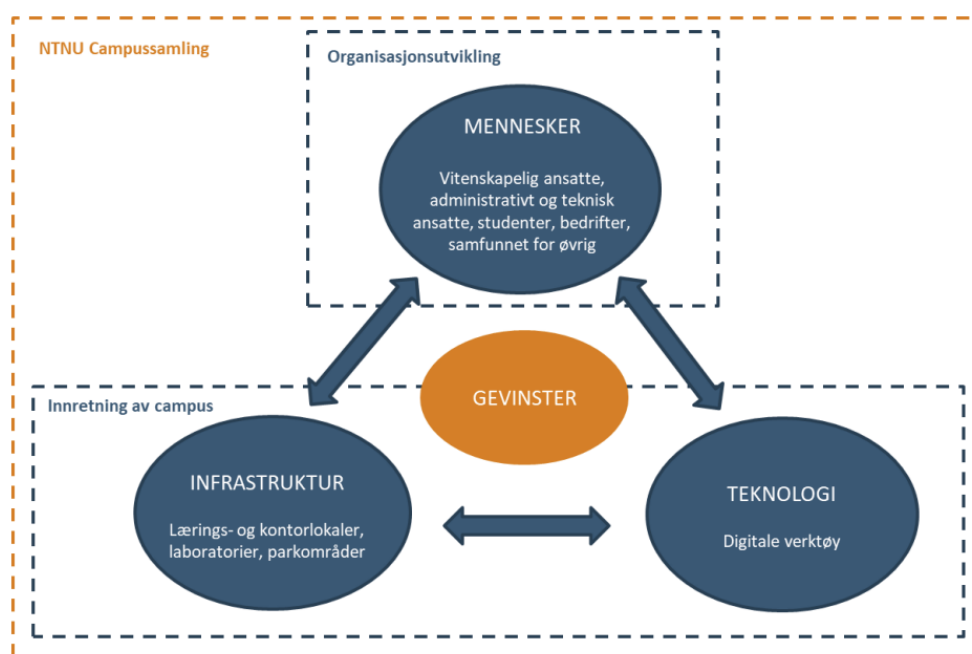 NTNU Campussamling
Organisasjonsutvikling
MENNESKER
Vitenskapelig ansatte,
administrativt og teknisk
ansatte, studenter, bedrifter,
samfunnet for øvrig
GEVINSTER
Innretning av campus
INFRASTRUKTUR
Lærings- og kontorlokaler,
laboratorier, parkområder
TEKNOLOGI
Digitale verktøy